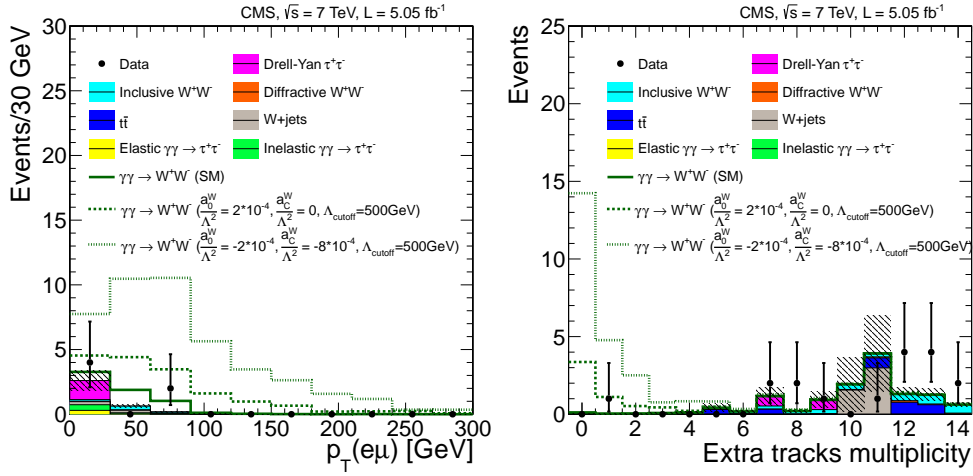 CMS, √s = 7 TeV, L = 5.05 fb⁻¹
Events/30 GeV
30
25
20
15
10
5
0
Data
Drell-Yan τ⁺τ⁻
Inclusive W⁺W⁻
Diffractive W⁺W⁻
tt̄
W+jets
Elastic γγ → τ⁺τ⁻
Inelastic γγ → τ⁺τ⁻
γγ → W⁺W⁻ (SM)
γγ → W⁺W⁻ (a₀ᵂ/Λ² = 2*10⁻⁴, a_C^W/Λ² = 0, Λ_cutoff=500GeV)
γγ → W⁺W⁻ (a₀ᵂ/Λ² = -2*10⁻⁴, a_C^W/Λ² = -8*10⁻⁴, Λ_cutoff=500GeV)
0 50 100 150 200 250 300
p_T(eμ) [GeV]
CMS, √s = 7 TeV, L = 5.05 fb⁻¹
Events
25
20
15
10
5
0
Data
Drell-Yan τ⁺τ⁻
Inclusive W⁺W⁻
Diffractive W⁺W⁻
tt̄
W+jets
Elastic γγ → τ⁺τ⁻
Inelastic γγ → τ⁺τ⁻
γγ → W⁺W⁻ (SM)
γγ → W⁺W⁻ (a₀ᵂ/Λ² = 2*10⁻⁴, a_C^W/Λ² = 0, Λ_cutoff=500GeV)
γγ → W⁺W⁻ (a₀ᵂ/Λ² = -2*10⁻⁴, a_C^W/Λ² = -8*10⁻⁴, Λ_cutoff=500GeV)
0 2 4 6 8 10 12 14
Extra tracks multiplicity